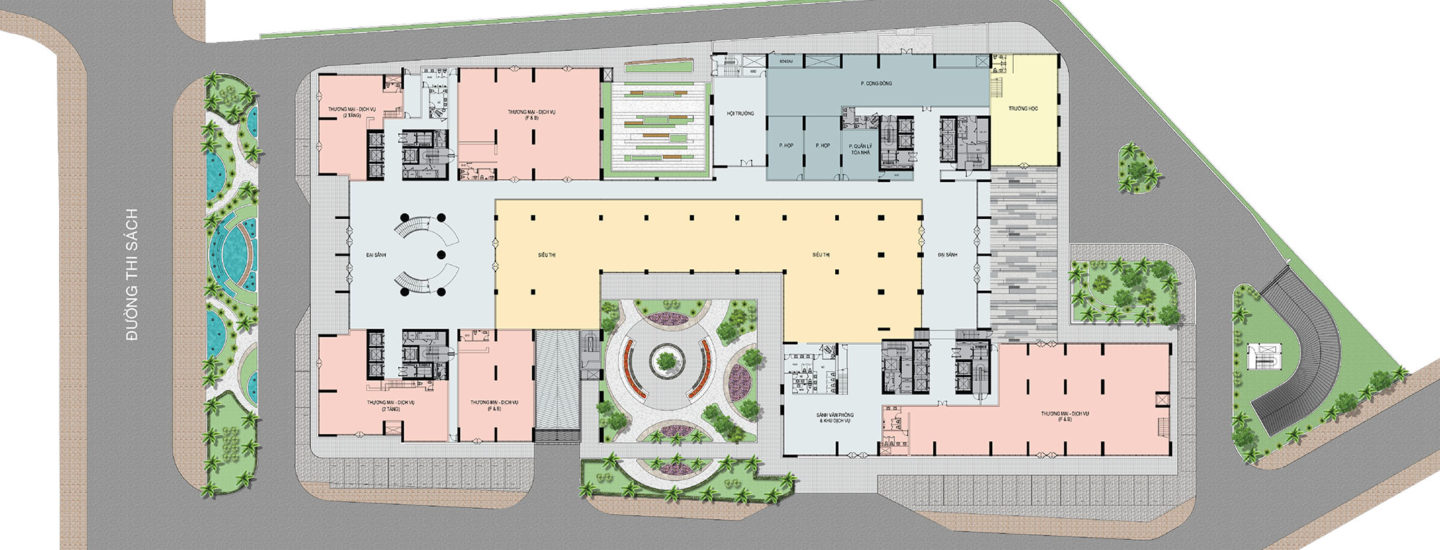 ĐƯỜNG THI SÁCH
THƯƠNG MẠI - DỊCH VỤ
(2 TẦNG)
THƯƠNG MẠI - DỊCH VỤ
(F & B)
HỘI TRƯỜNG
P. CỘNG ĐỒNG
P. HỌP
P. HỌP
P. QUẢN LÝ
TÒA NHÀ
TRƯỜNG HỌC
ĐẠI SẢNH
SIÊU THỊ
SIÊU THỊ
ĐẠI SẢNH
THƯƠNG MẠI - DỊCH VỤ
(2 TẦNG)
THƯƠNG MẠI - DỊCH VỤ
(F & B)
SẢNH VĂN PHÒNG
& KHU DỊCH VỤ
THƯƠNG MẠI - DỊCH VỤ
(F & B)